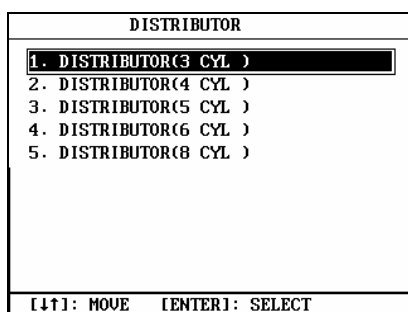 DISTRIBUTOR
1. DISTRIBUTOR(3 CYL )
2. DISTRIBUTOR(4 CYL )
3. DISTRIBUTOR(5 CYL )
4. DISTRIBUTOR(6 CYL )
5. DISTRIBUTOR(8 CYL )
[↓↑]: MOVE [ENTER]: SELECT